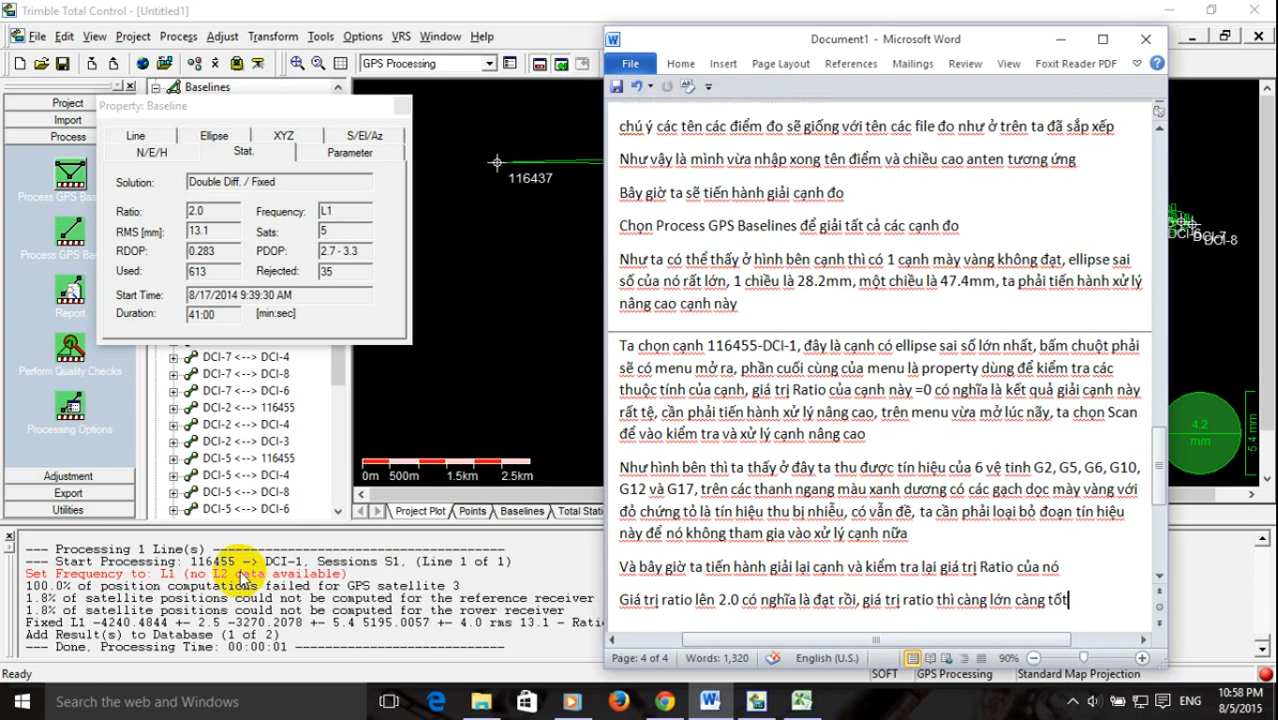 Trimble Total Control - [Untitled1]
File Edit View Project Process Adjust Transform Tools Options VRS Window Help
GPS Processing
Project
Import
Process
Process GPS Bas
Process GPS Bas
Report
Perform Quality Checks
Processing Options
Adjustment
Export
Utilities
Baselines
Property: Baseline
Line Ellipse XYZ S/El/Az
N/E/H Stat. Parameter
Solution: Double Diff. / Fixed
Ratio: 2.0 Frequency: L1
RMS [mm]: 13.1 Sats: 5
RDOP: 0.283 PDOP: 2.7 - 3.3
Used: 613 Rejected: 35
Start Time: 8/17/2014 9:39:30 AM
Duration: 41:00 [min:sec]
DCI-7 <--> DCI-4
DCI-7 <--> DCI-8
DCI-7 <--> DCI-6
DCI-2 <--> 116455
DCI-2 <--> DCI-4
DCI-2 <--> DCI-3
DCI-5 <--> 116455
DCI-5 <--> DCI-4
DCI-5 <--> DCI-8
DCI-5 <--> DCI-6
116437
0m 500m 1.5km 2.5km
Project Plot Points Baselines Total Stati
DCI-8
4.2
mm
5.4 mm
--- Processing 1 Line(s) ---
--- Start Processing: 116455 -> DCI-1, Sessions S1, (Line 1 of 1)
Set Frequency to: L1 (no L2 data available)
100.0% of position computations failed for GPS satellite 3
1.8% of satellite positions could not be computed for the reference receiver
1.8% of satellite positions could not be computed for the rover receiver
Fixed L1 -4240.4844 +- 2.5 -3270.2078 +- 5.4 5195.0057 +- 4.0 rms 13.1 - Ratio
Add Result(s) to Database (1 of 2)
--- Done, Processing Time: 00:00:01 ---
Ready
SOFT GPS Processing Standard Map Projection
Document1 - Microsoft Word
File Home Insert Page Layout References Mailings Review View Foxit Reader PDF
chú ý các tên các điểm đo sẽ giống với tên các file đo như ở trên ta đã sắp xếp
Như vậy là mình vừa nhập xong tên điểm và chiều cao anten tương ứng
Bây giờ ta sẽ tiến hành giải cạnh đo
Chọn Process GPS Baselines để giải tất cả các cạnh đo
Như ta có thể thấy ở hình bên cạnh thì có 1 cạnh mày vàng không đạt, ellipse sai
số của nó rất lớn, 1 chiều là 28.2mm, một chiều là 47.4mm, ta phải tiến hành xử lý
nâng cao cạnh này
Ta chọn cạnh 116455-DCI-1, đây là cạnh có ellipse sai số lớn nhất, bấm chuột phải
sẽ có menu mở ra, phần cuối cùng của menu là property dùng để kiểm tra các
thuộc tính của cạnh, giá trị Ratio của cạnh này =0 có nghĩa là kết quả giải cạnh này
rất tệ, cần phải tiến hành xử lý nâng cao, trên menu vừa mở lúc nãy, ta chọn Scan
để vào kiểm tra và xử lý cạnh nâng cao
Như hình bên thì ta thấy ở đây ta thu được tín hiệu của 6 vệ tinh G2, G5, G6, G10,
G12 và G17, trên các thanh ngang màu xanh dương có các gạch dọc mày vàng với
đỏ chứng tỏ là tín hiệu thu bị nhiễu, có vẫn đề, ta cần phải loại bỏ đoạn tín hiệu
này để nó không tham gia vào xử lý cạnh nữa
Và bây giờ ta tiến hành giải lại cạnh và kiểm tra lại giá trị Ratio của nó
Giá trị ratio lên 2.0 có nghĩa là đạt rồi, giá trị ratio thì càng lớn càng tốt
Page: 4 of 4 Words: 1,320 English (U.S.) 90%
Search the web and Windows
ENG
10:58 PM
8/5/2015